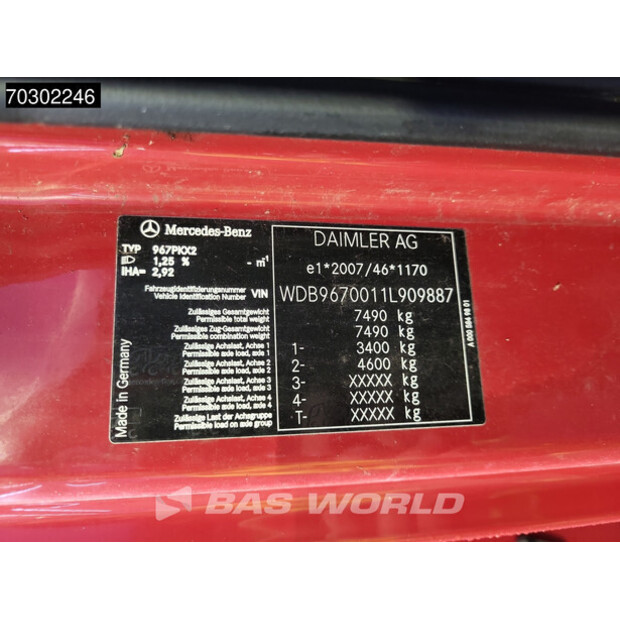 70302246
Mercedes-Benz
TYP 967PKX2
1,25 % - m⁻¹
IHA= 2,92
Fahrzeugidentifizierungsnummer
Vehicle Identification Number VIN
Zulässiges Gesamtgewicht
Permissible total weight
Zulässiges Zug-Gesamtgewicht
Permissible combination weight
Zulässige Achslast, Achse 1
Permissible axle load, axle 1
Zulässige Achslast, Achse 2
Permissible axle load, axle 2
Zulässige Achslast, Achse 3
Permissible axle load, axle 3
Zulässige Achslast, Achse 4
Permissible axle load, axle 4
Zulässige Last der Achsgruppe
Permissible load on axle group
Made in Germany
DAIMLER AG
e1*2007/46*1170
WDB9670011L909887
7490 kg
7490 kg
1- 3400 kg
2- 4600 kg
3- XXXXX kg
4- XXXXX kg
T- XXXXX kg
BAS WORLD